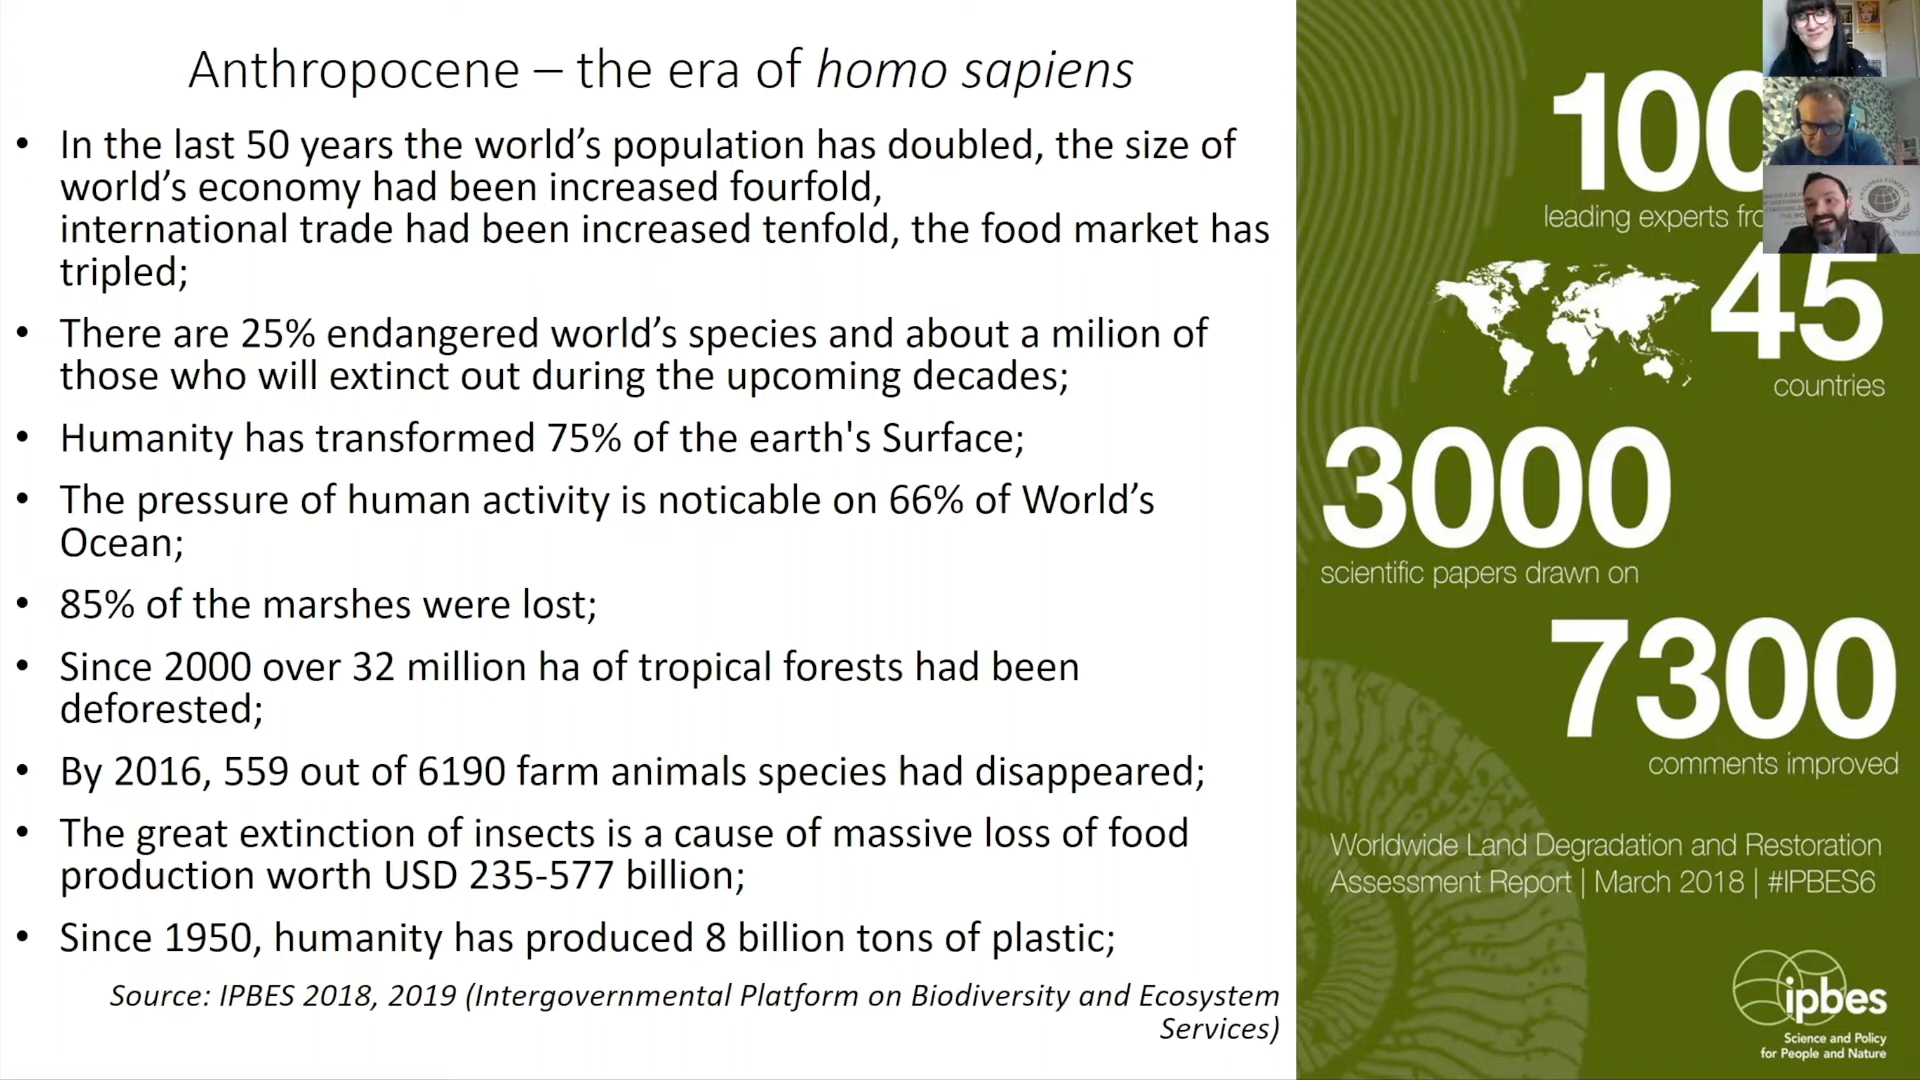 Anthropocene – the era of homo sapiens
• In the last 50 years the world’s population has doubled, the size of
world’s economy had been increased fourfold,
international trade had been increased tenfold, the food market has
tripled;
• There are 25% endangered world’s species and about a milion of
those who will extinct out during the upcoming decades;
• Humanity has transformed 75% of the earth's Surface;
• The pressure of human activity is noticable on 66% of World’s
Ocean;
• 85% of the marshes were lost;
• Since 2000 over 32 million ha of tropical forests had been
deforested;
• By 2016, 559 out of 6190 farm animals species had disappeared;
• The great extinction of insects is a cause of massive loss of food
production worth USD 235-577 billion;
• Since 1950, humanity has produced 8 billion tons of plastic;
Source: IPBES 2018, 2019 (Intergovernmental Platform on Biodiversity and Ecosystem
Services)
100
leading experts
45
countries
3000
scientific papers drawn on
7300
comments improved
Worldwide Land Degradation and Restoration
Assessment Report | March 2018 | #IPBES6
ipbes
Science and Policy
for People and Nature